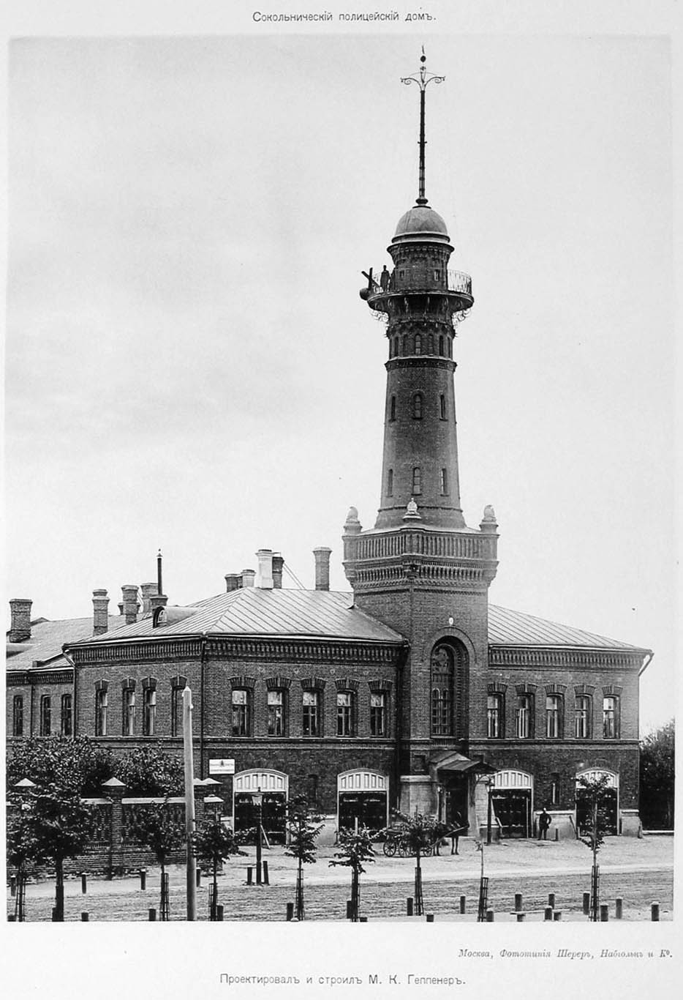 Сокольническій полицейскій домъ.
Москва, Фототипія Шереръ, Набгольцъ и Кº.
Проектировалъ и строилъ М. К. Геппенеръ.